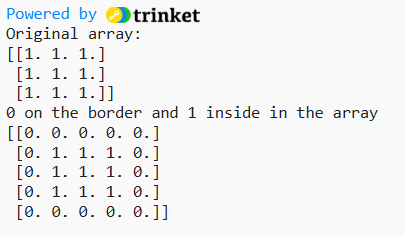 Powered by trinket
Original array:
[[1. 1. 1.]
 [1. 1. 1.]
 [1. 1. 1.]]
0 on the border and 1 inside in the array
[[0. 0. 0. 0. 0.]
 [0. 1. 1. 1. 0.]
 [0. 1. 1. 1. 0.]
 [0. 1. 1. 1. 0.]
 [0. 0. 0. 0. 0.]]